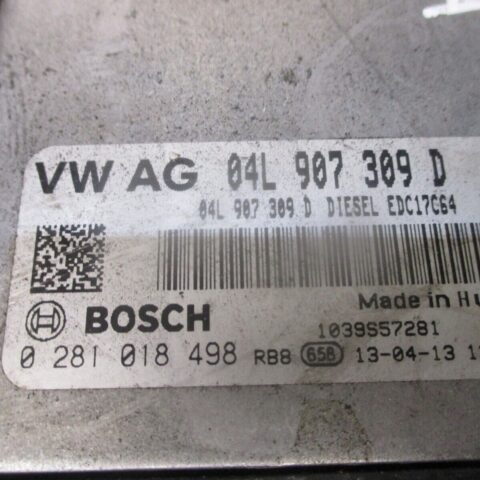 VW AG 04L 907 309 D
04L 907 309 D DIESEL EDC17C64
Made in
BOSCH
1039S57281
0 281 018 498 RB8 658 13-04-13